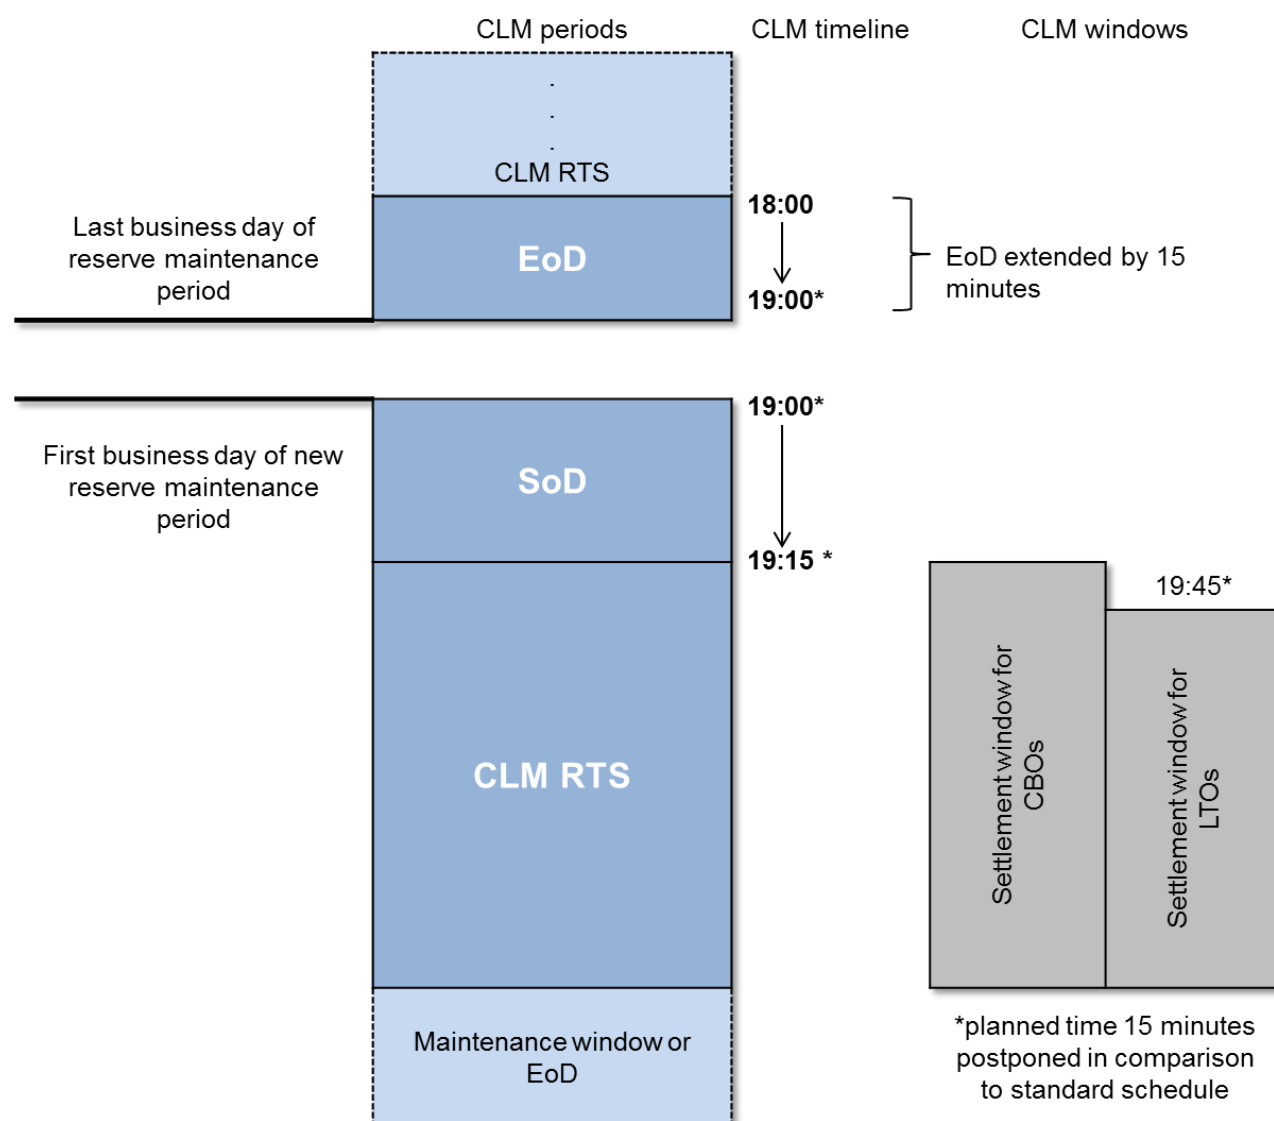 CLM periods
CLM timeline
CLM windows
.
.
.
CLM RTS
Last business day of
reserve maintenance
period
EoD
18:00
19:00*
EoD extended by 15
minutes
First business day of new
reserve maintenance
period
SoD
19:00*
19:15 *
CLM RTS
Settlement window for
CBOs
19:45*
Settlement window for
LTOs
Maintenance window or
EoD
*planned time 15 minutes
postponed in comparison
to standard schedule